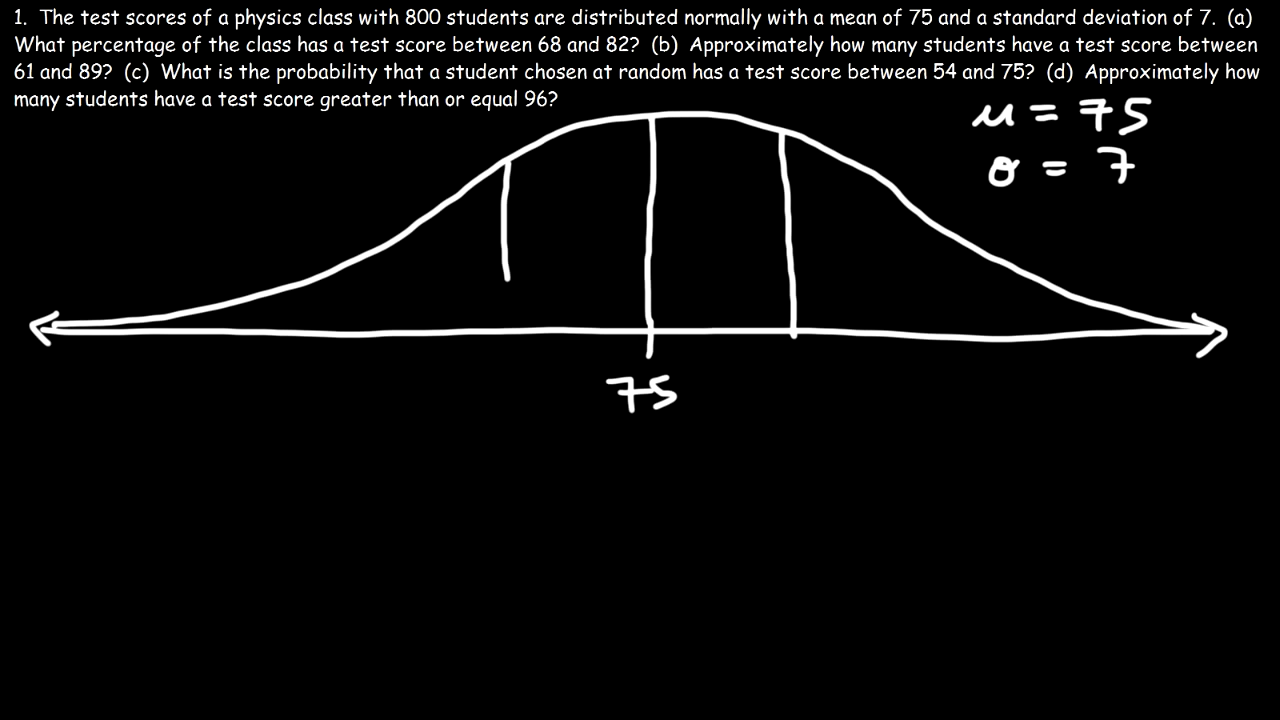 1. The test scores of a physics class with 800 students are distributed normally with a mean of 75 and a standard deviation of 7. (a)
What percentage of the class has a test score between 68 and 82? (b) Approximately how many students have a test score between
61 and 89? (c) What is the probability that a student chosen at random has a test score between 54 and 75? (d) Approximately how
many students have a test score greater than or equal 96?
μ = 75
σ = 7
75